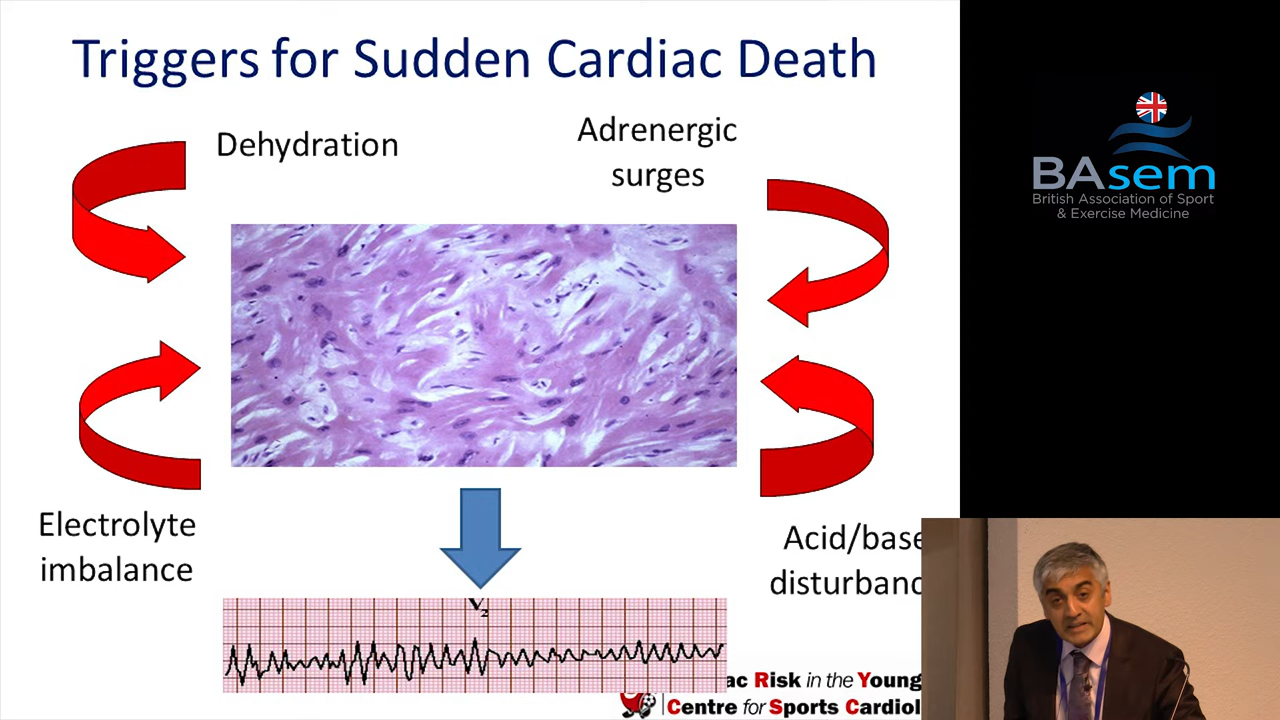 Triggers for Sudden Cardiac Death
Dehydration
Adrenergic
surges
Electrolyte
imbalance
Acid/base
disturbanc
V2
ac Risk in the Young
Centre for Sports Cardiol
BAsem
British Association of Sport
& Exercise Medicine